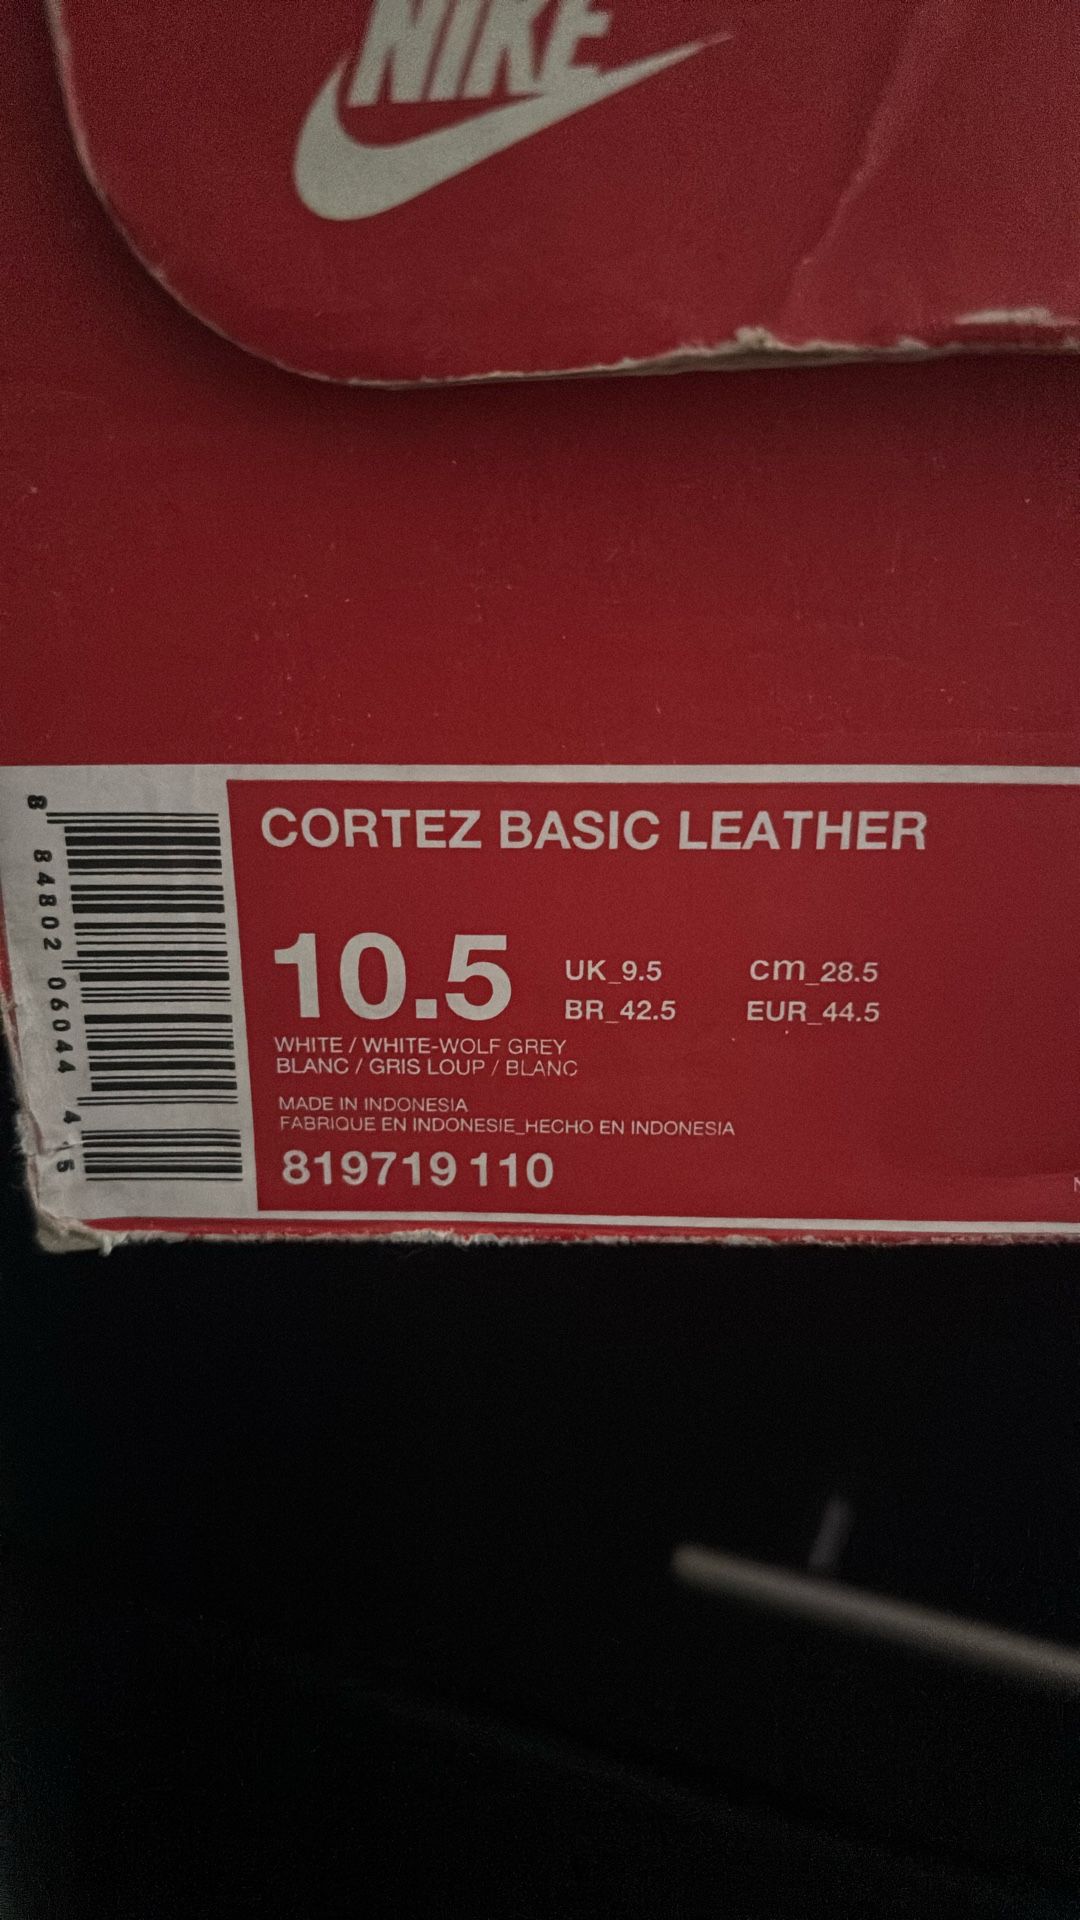 NIKE
CORTEZ BASIC LEATHER
10.5
UK_9.5
cm_28.5
BR_42.5
EUR_44.5
WHITE / WHITE-WOLF GREY
BLANC / GRIS LOUP / BLANC
MADE IN INDONESIA
FABRIQUE EN INDONESIE_HECHO EN INDONESIA
819719 110
8 84802 06044 4 5